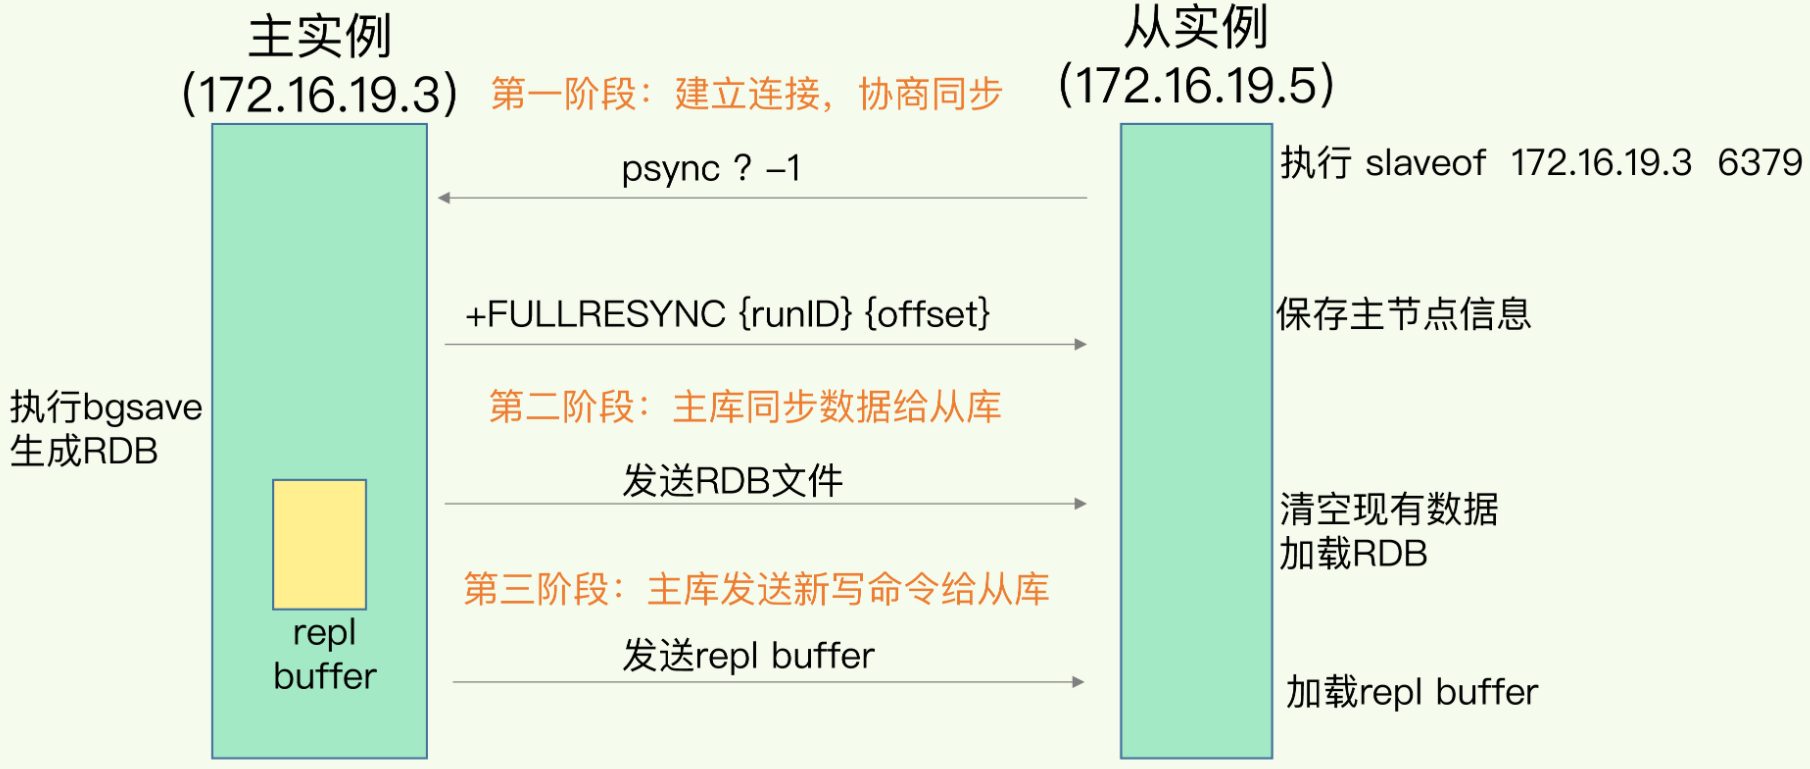 主实例
(172.16.19.3)
从实例
(172.16.19.5)
第一阶段：建立连接，协商同步
执行 slaveof 172.16.19.3 6379
psync ? –1
+FULLRESYNC {runID} {offset}
保存主节点信息
第二阶段：主库同步数据给从库
执行bgsave
生成RDB
发送RDB文件
清空现有数据
加载RDB
第三阶段：主库发送新写命令给从库
repl
buffer
发送repl buffer
加载repl buffer